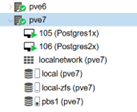 pve6
pve7
105 (Postgres1x)
106 (Postgres2x)
localnetwork (pve7)
local (pve7)
local-zfs (pve7)
pbs1 (pve7)